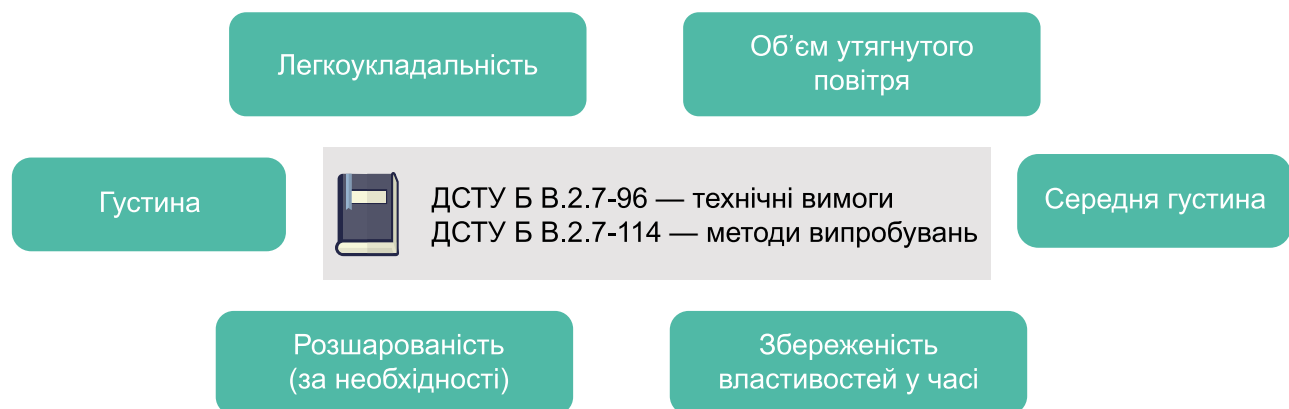 Легкоукладальність
Об’єм утягнутого
повітря
Густина
ДСТУ Б В.2.7-96 — технічні вимоги
ДСТУ Б В.2.7-114 — методи випробувань
Середня густина
Розшарованість
(за необхідності)
Збереженість
властивостей у часі